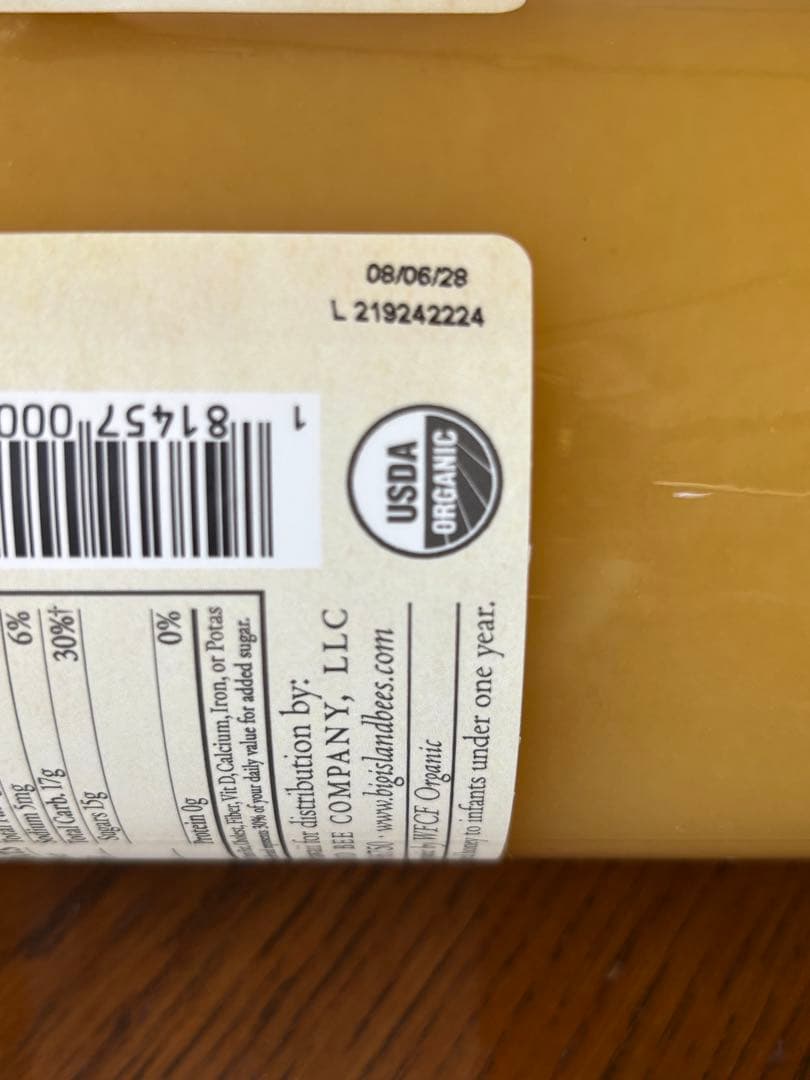 08/06/28
L 219242224
1 81457 000
USDA
ORGANIC
6%
Sodium 5mg
30%†
Total Carb. 17g
Sugars 15g
0%
Protein 0g
Fiber, Vit D, Calcium, Iron, or Potas
30% of your daily value for added sugar.
for distribution by:
BEE COMPANY, LLC
www.bigislandbees.com
WFCF Organic
to infants under one year.